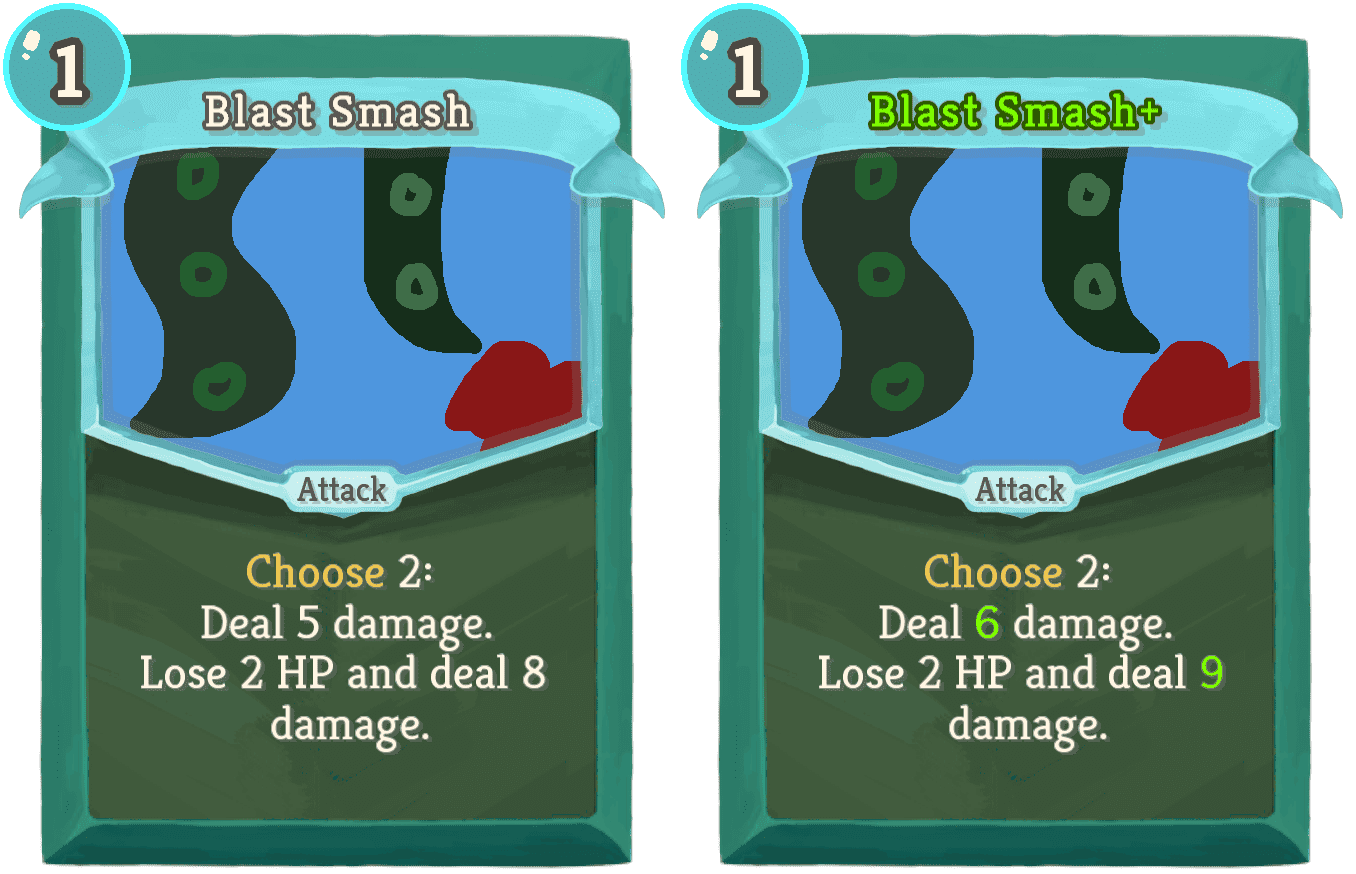 1
Blast Smash
Attack
Choose 2:
Deal 5 damage.
Lose 2 HP and deal 8
damage.
1
Blast Smash+
Attack
Choose 2:
Deal 6 damage.
Lose 2 HP and deal 9
damage.